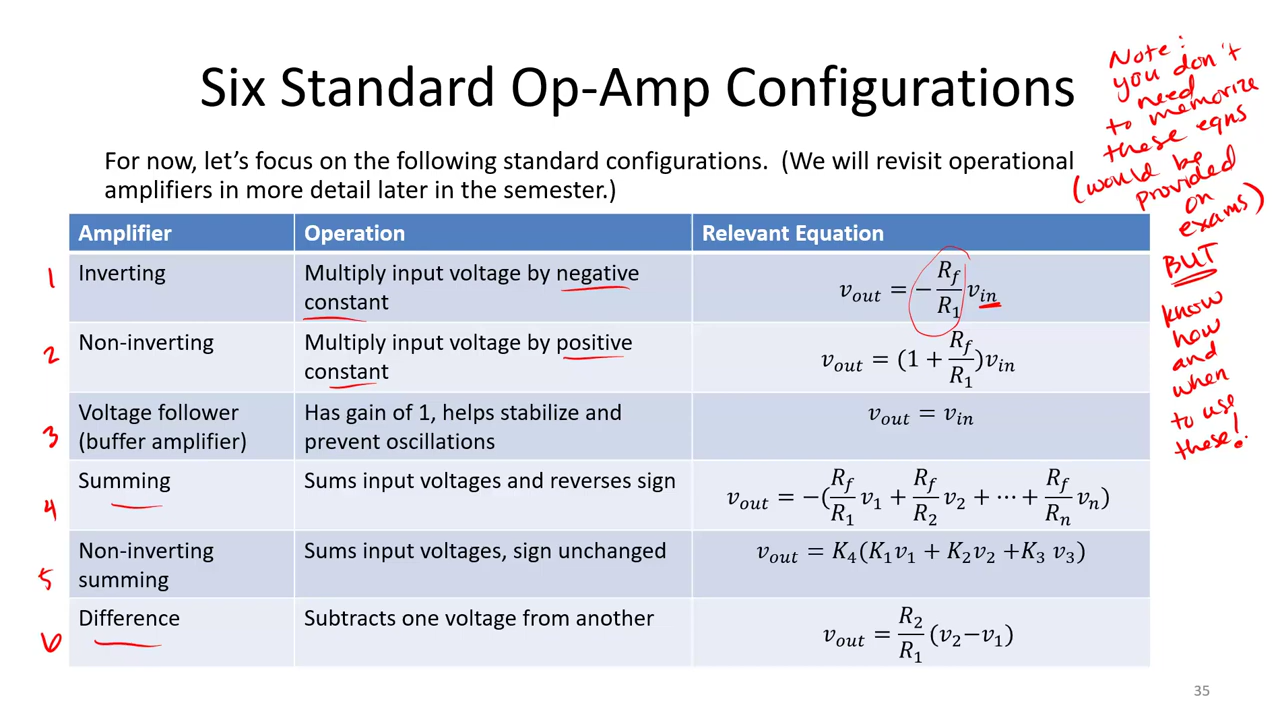 Six Standard Op-Amp Configurations
Note:
you don't
need
to memorize
these eqns
(would be
provided
on
exams)
BUT
know
how
and
when
to use
these!
For now, let's focus on the following standard configurations. (We will revisit operational
amplifiers in more detail later in the semester.)
Amplifier Operation Relevant Equation
1 Inverting Multiply input voltage by negative
constant
v_out = −(R_f/R_1) v_in
2 Non-inverting Multiply input voltage by positive
constant
v_out = (1 + R_f/R_1)v_in
3 Voltage follower Has gain of 1, helps stabilize and
(buffer amplifier) prevent oscillations
v_out = v_in
4 Summing Sums input voltages and reverses sign
v_out = −(R_f/R_1 v_1 + R_f/R_2 v_2 + ⋯ + R_f/R_n v_n)
5 Non-inverting Sums input voltages, sign unchanged
summing
v_out = K_4(K_1v_1 + K_2v_2 +K_3 v_3)
6 Difference Subtracts one voltage from another
v_out = R_2/R_1 (v_2−v_1)
35